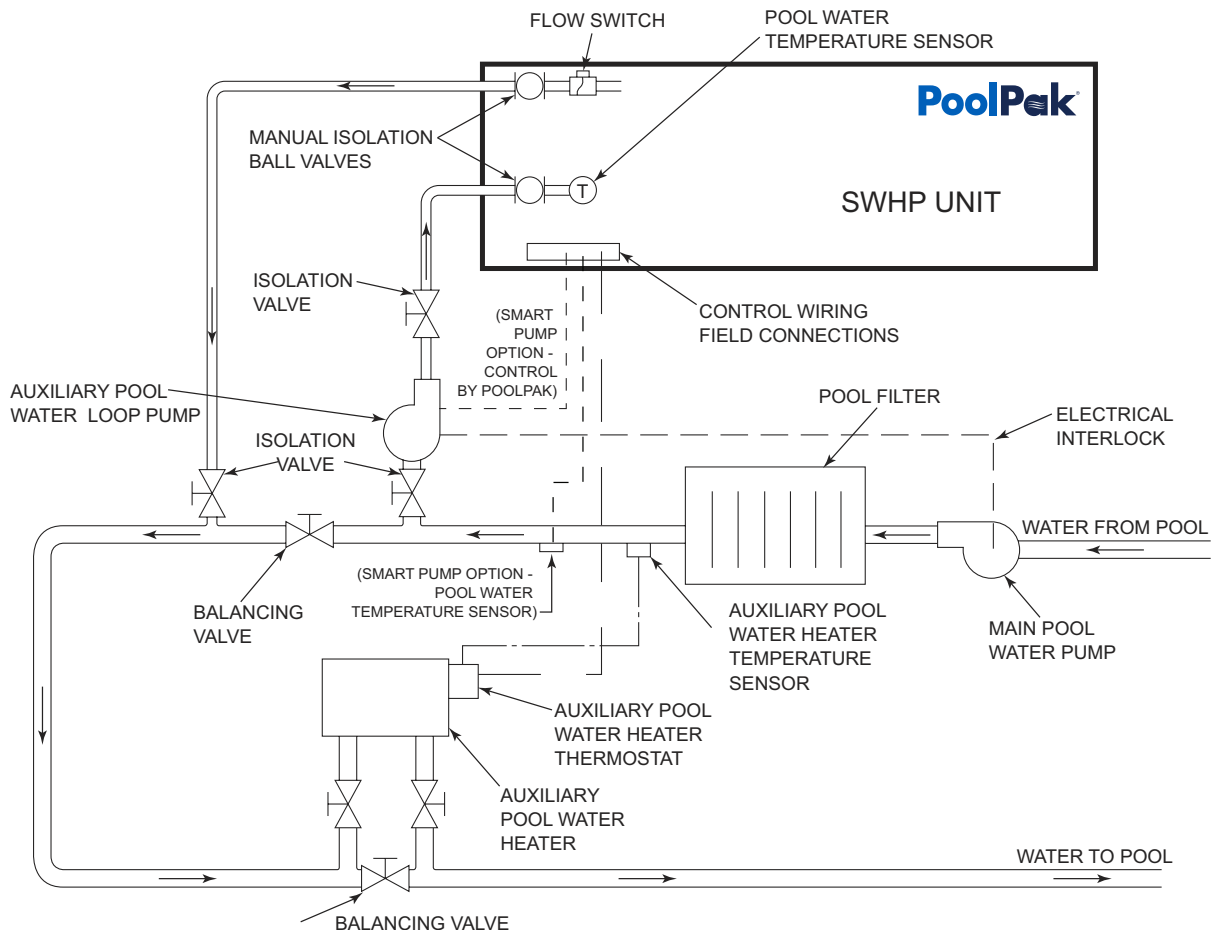 FLOW SWITCH
POOL WATER
TEMPERATURE SENSOR
PoolPak®
MANUAL ISOLATION
BALL VALVES
T
SWHP UNIT
ISOLATION
VALVE
(SMART
PUMP
OPTION -
CONTROL
BY POOLPAK)
CONTROL WIRING
FIELD CONNECTIONS
AUXILIARY POOL
WATER LOOP PUMP
POOL FILTER
ELECTRICAL
INTERLOCK
ISOLATION
VALVE
WATER FROM POOL
(SMART PUMP OPTION -
POOL WATER
TEMPERATURE SENSOR)
BALANCING
VALVE
AUXILIARY POOL
WATER HEATER
TEMPERATURE
SENSOR
MAIN POOL
WATER PUMP
AUXILIARY POOL
WATER HEATER
THERMOSTAT
AUXILIARY
POOL WATER
HEATER
WATER TO POOL
BALANCING VALVE